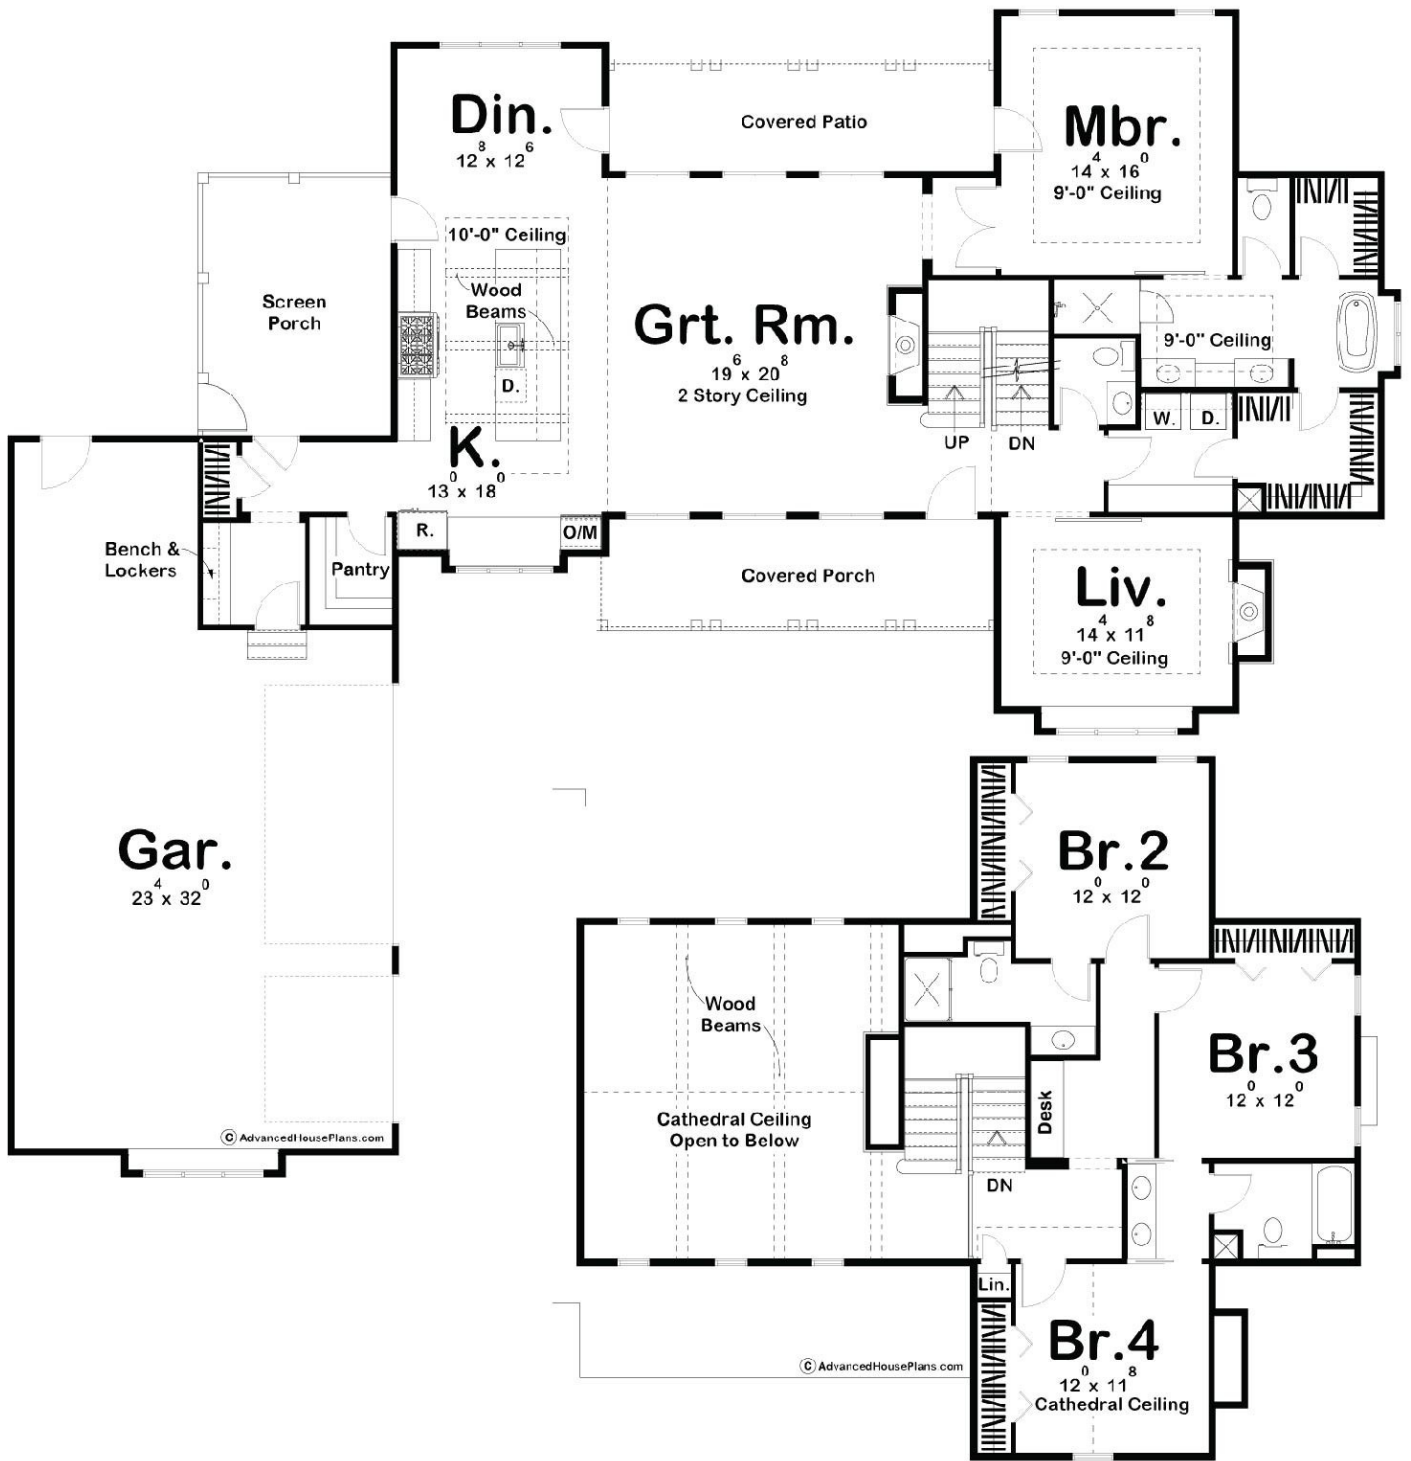 Din.
12⁸ x 12⁶
Covered Patio
Mbr.
14⁴ x 16⁰
9'-0" Ceiling
10'-0" Ceiling
Wood
Beams
Screen
Porch
Grt. Rm.
19⁶ x 20⁸
2 Story Ceiling
9'-0" Ceiling
D.
K.
13⁰ x 18⁰
UP
DN
W.
D.
R.
O/M
Bench &
Lockers
Pantry
Covered Porch
Liv.
14⁴ x 11⁸
9'-0" Ceiling
Gar.
23⁴ x 32⁰
© AdvancedHousePlans.com
Br.2
12⁰ x 12⁰
Wood
Beams
Br.3
12⁰ x 12⁰
Cathedral Ceiling
Open to Below
Desk
DN
Lin.
Br.4
12⁰ x 11⁸
Cathedral Ceiling
© AdvancedHousePlans.com